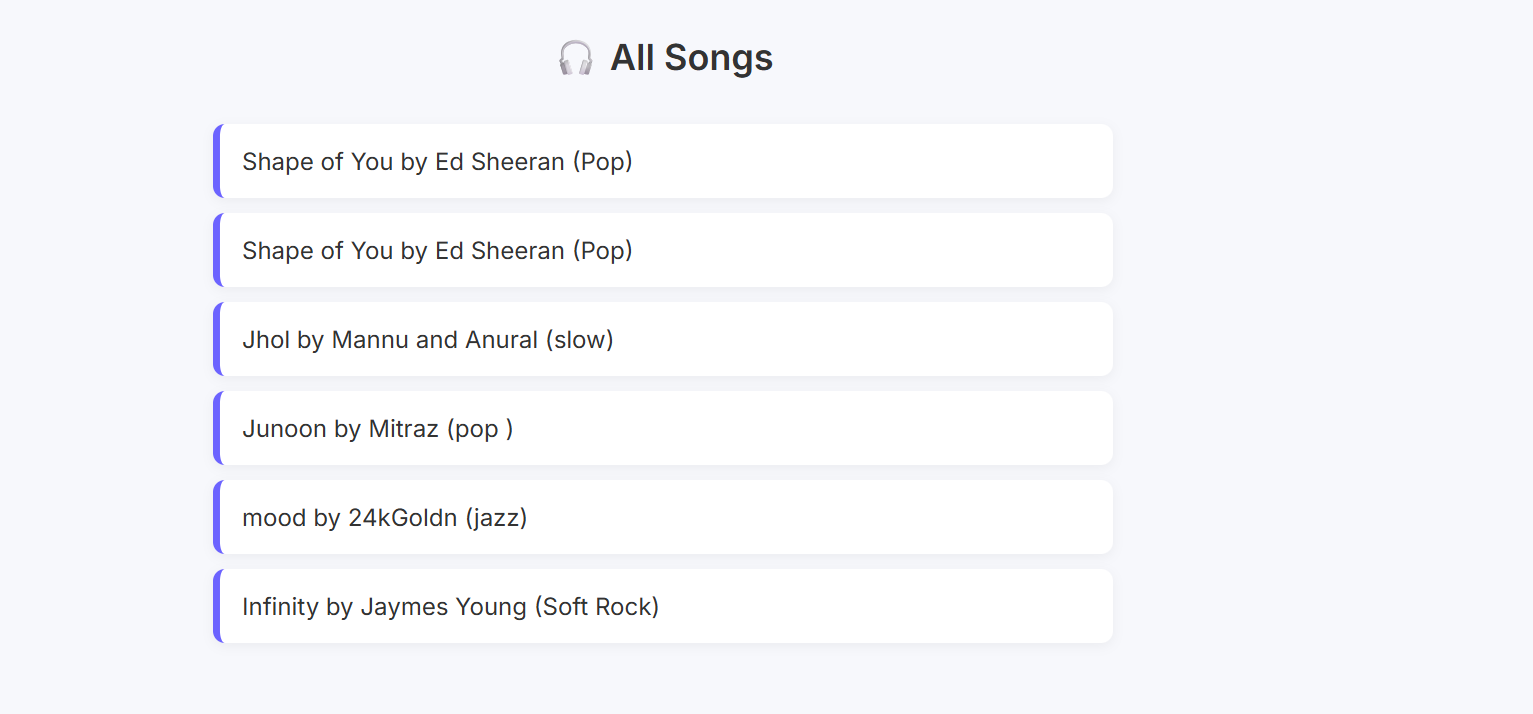 All Songs
Shape of You by Ed Sheeran (Pop)
Shape of You by Ed Sheeran (Pop)
Jhol by Mannu and Anural (slow)
Junoon by Mitraz (pop )
mood by 24kGoldn (jazz)
Infinity by Jaymes Young (Soft Rock)